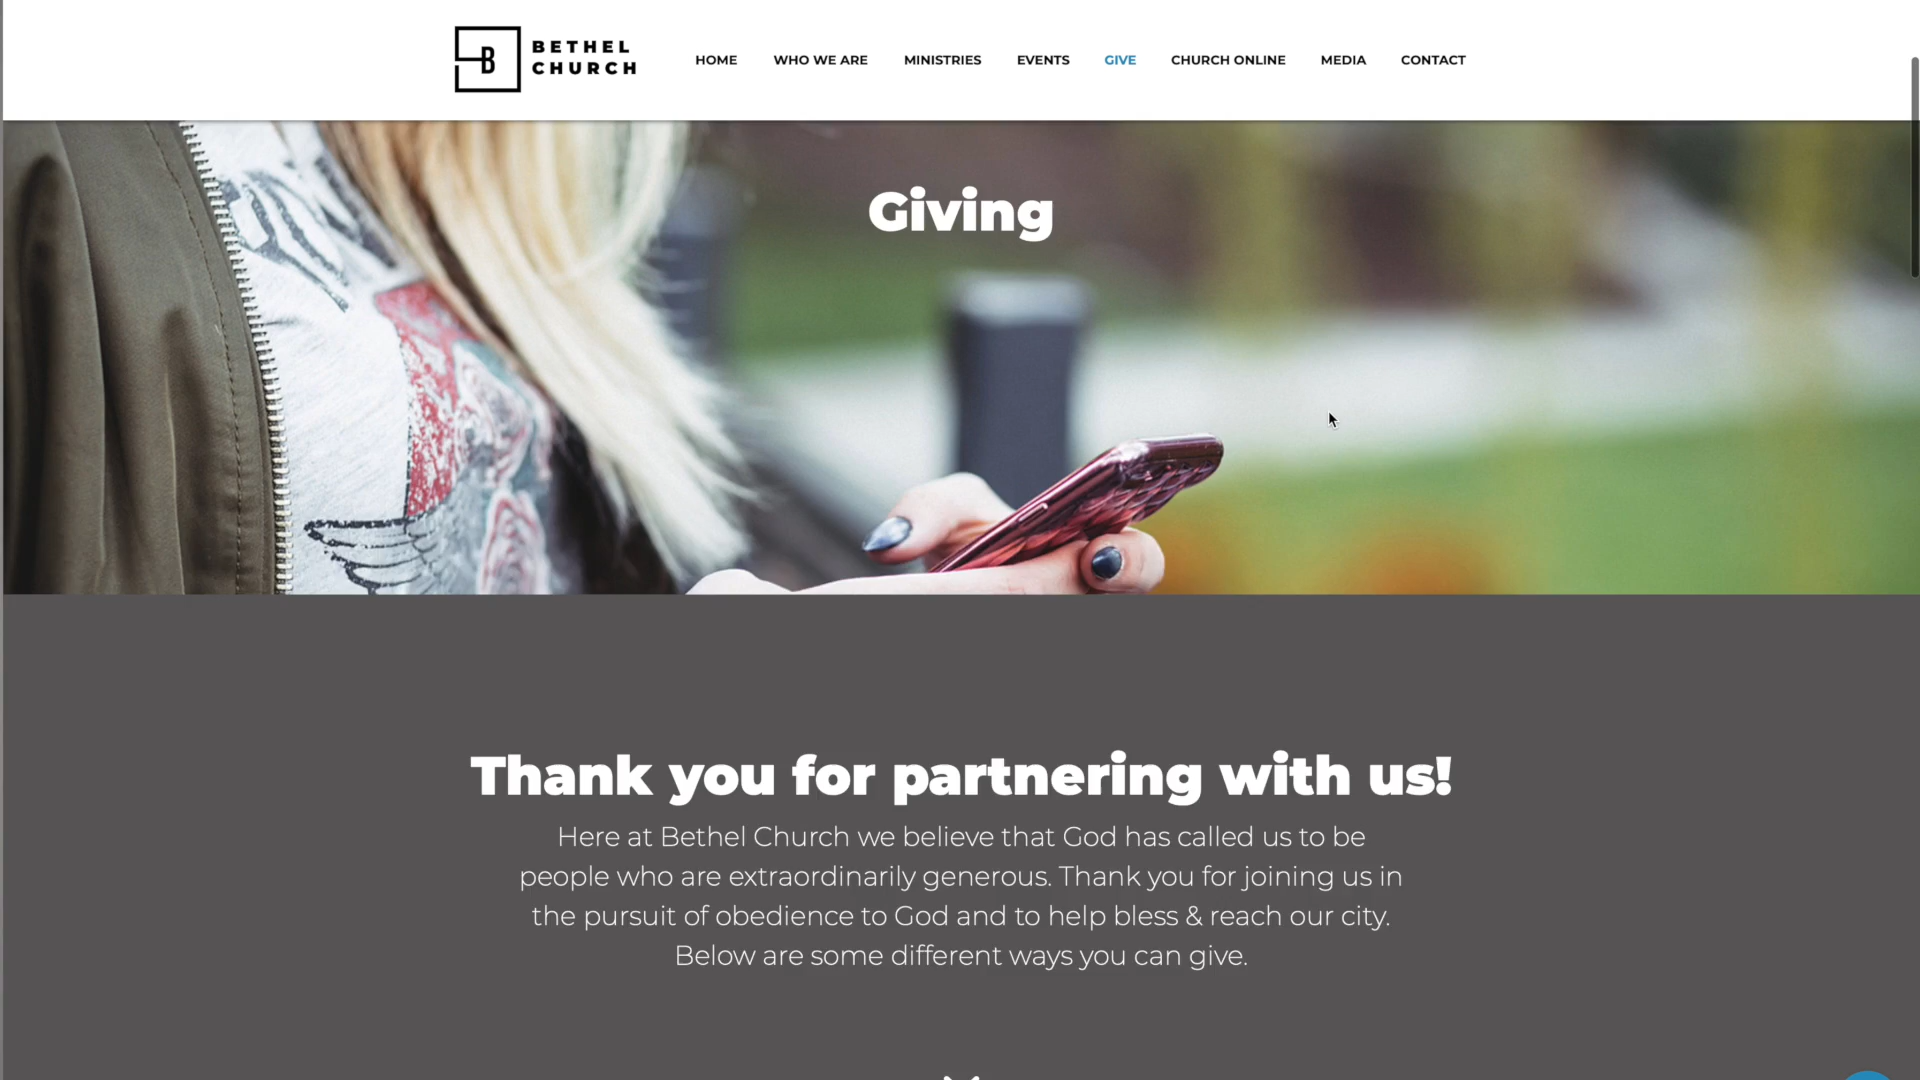 B
BETHEL
CHURCH
HOME WHO WE ARE MINISTRIES EVENTS GIVE CHURCH ONLINE MEDIA CONTACT
Giving
Thank you for partnering with us!
Here at Bethel Church we believe that God has called us to be
people who are extraordinarily generous. Thank you for joining us in
the pursuit of obedience to God and to help bless & reach our city.
Below are some different ways you can give.